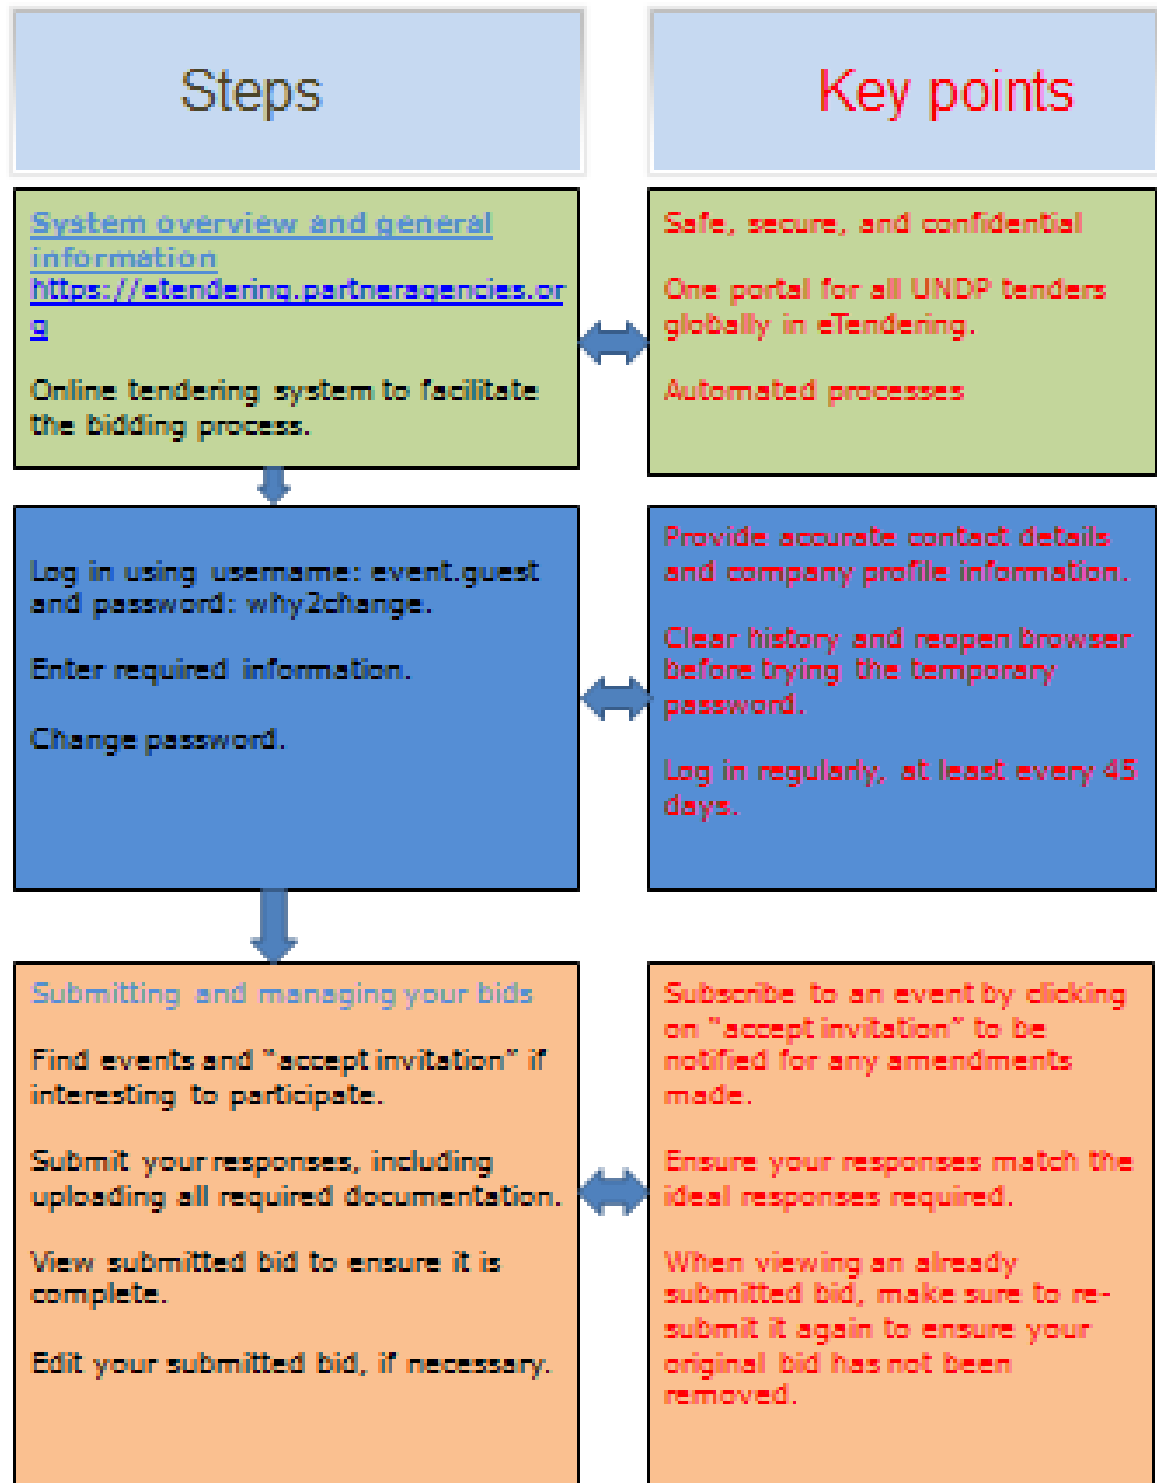 Steps
Key points
System overview and general
information
https://etendering.partneragencies.or
g
Online tendering system to facilitate
the bidding process.
Safe, secure, and confidential
One portal for all UNDP tenders
globally in eTendering.
Automated processes
Log in using username: event.guest
and password: why2change.
Enter required information.
Change password.
Provide accurate contact details
and company profile information.
Clear history and reopen browser
before trying the temporary
password.
Log in regularly, at least every 45
days.
Submitting and managing your bids
Find events and "accept invitation" if
interesting to participate.
Submit your responses, including
uploading all required documentation.
View submitted bid to ensure it is
complete.
Edit your submitted bid, if necessary.
Subscribe to an event by clicking
on "accept invitation" to be
notified for any amendments
made.
Ensure your responses match the
ideal responses required.
When viewing an already
submitted bid, make sure to re-
submit it again to ensure your
original bid has not been
removed.